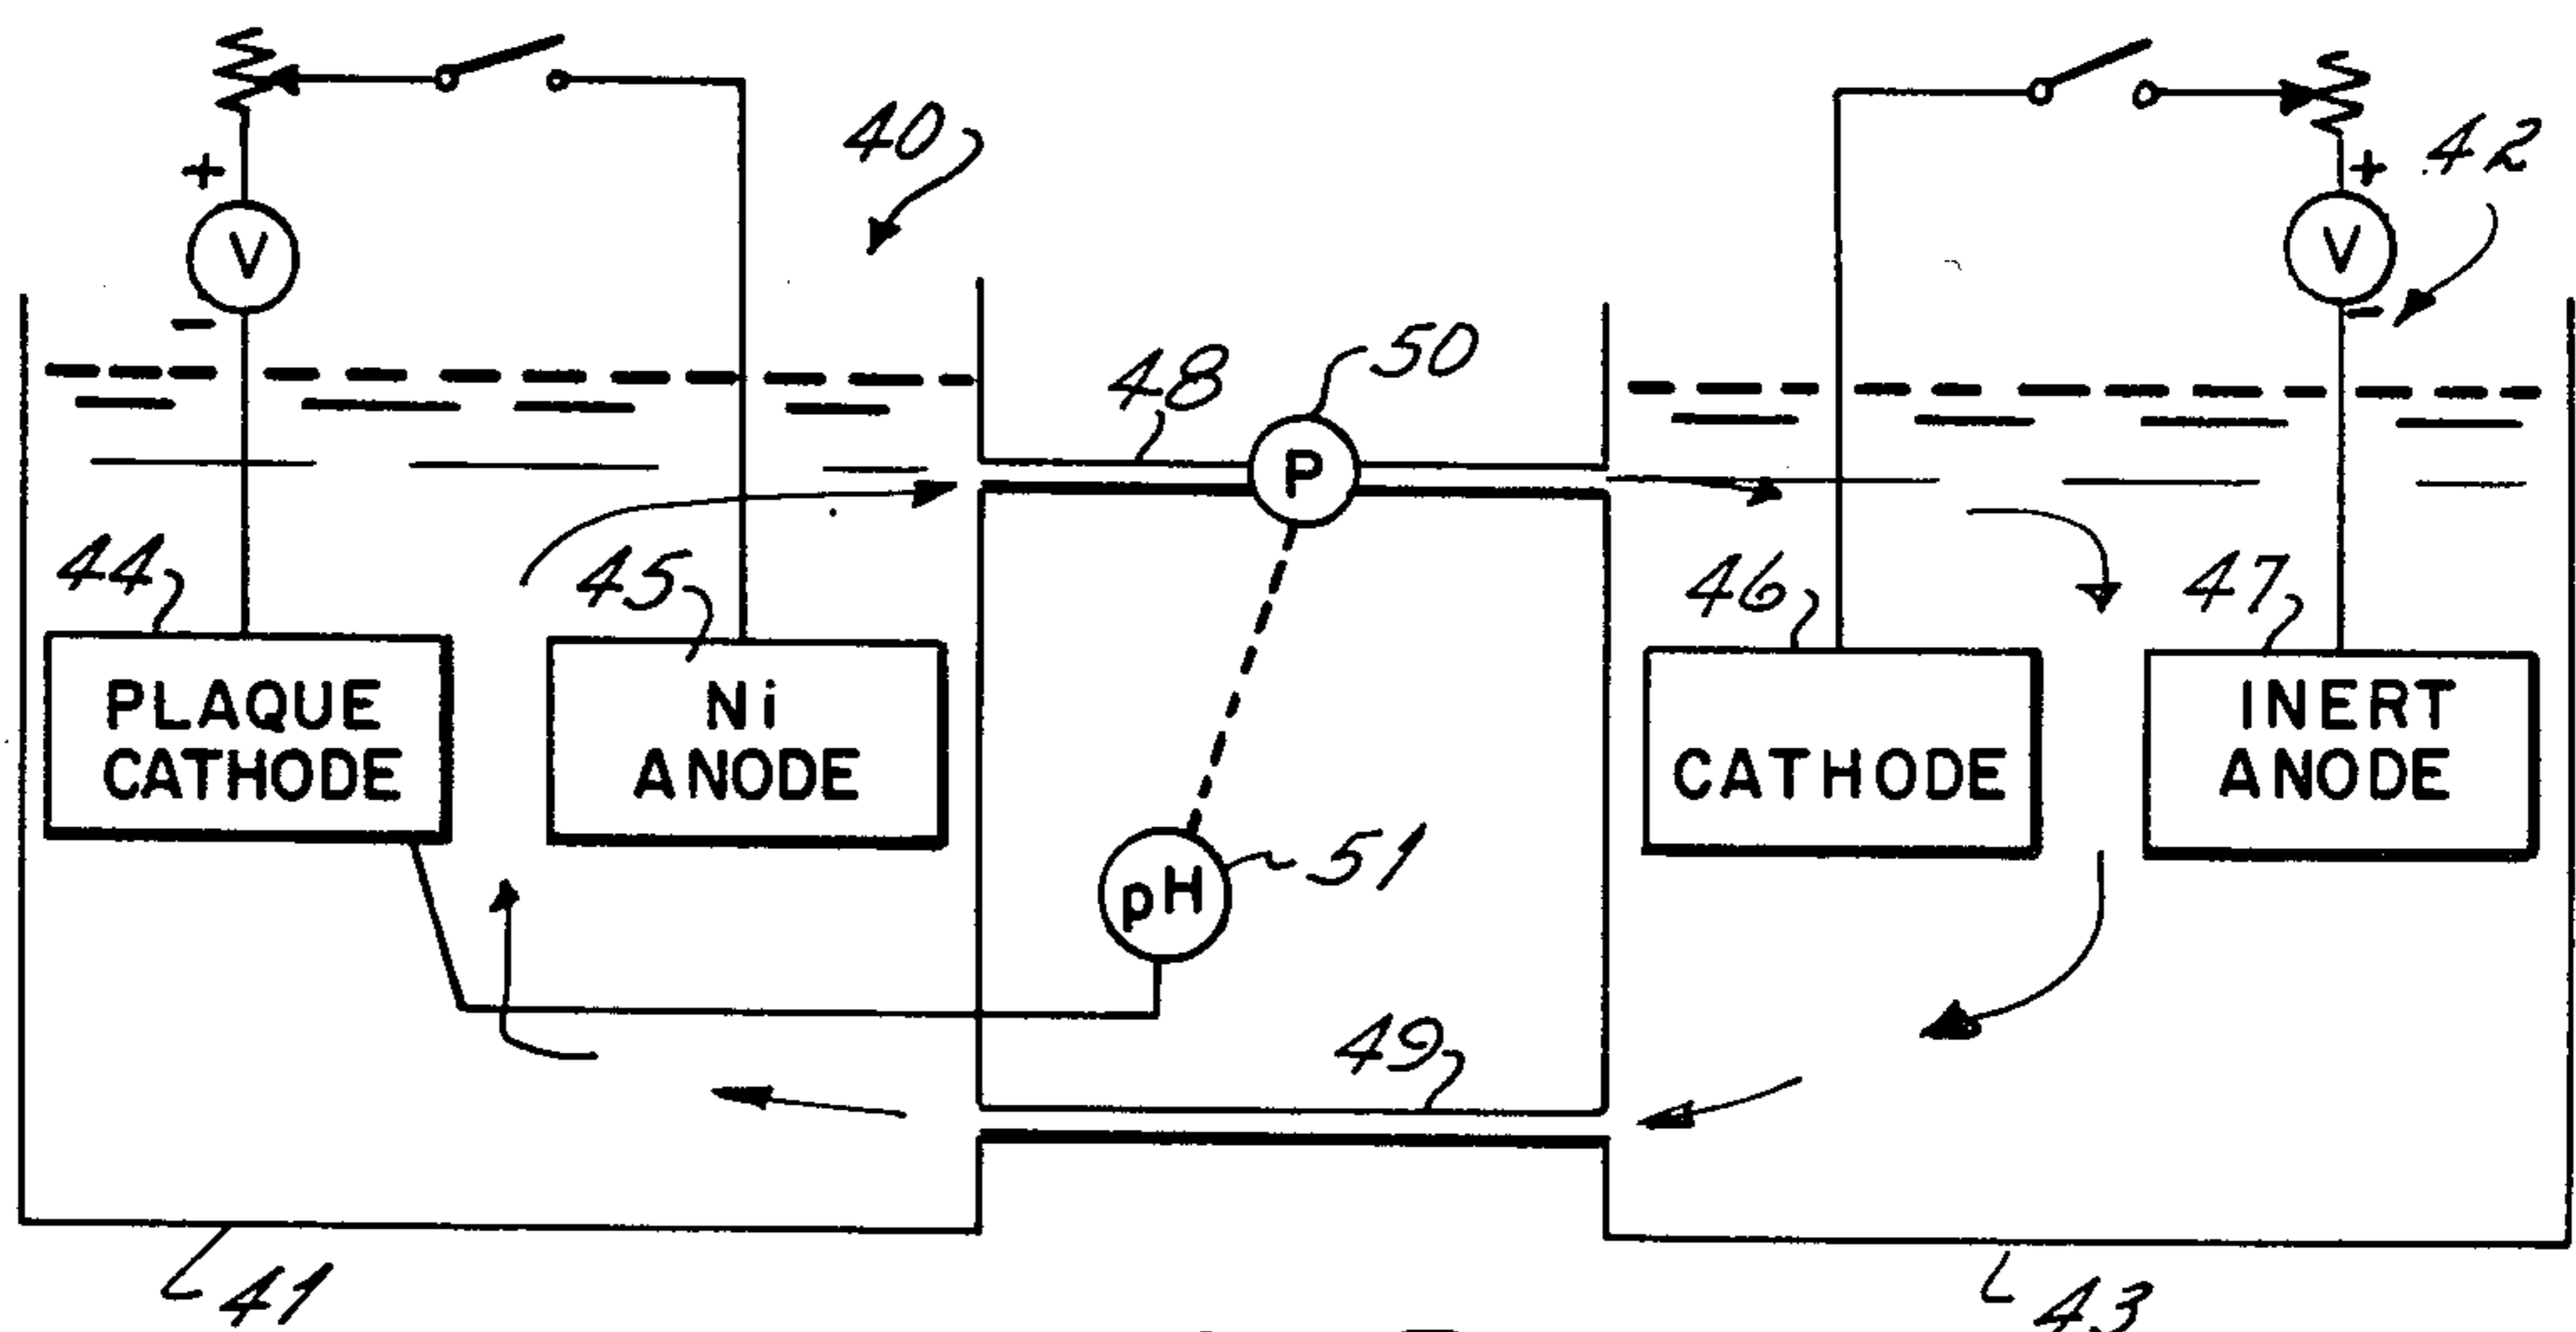 40
+
+
42
V
V
-
-
48
50
P
44
45
46
47
PLAQUE
CATHODE
Ni
ANODE
CATHODE
INERT
ANODE
pH
51
49
41
43